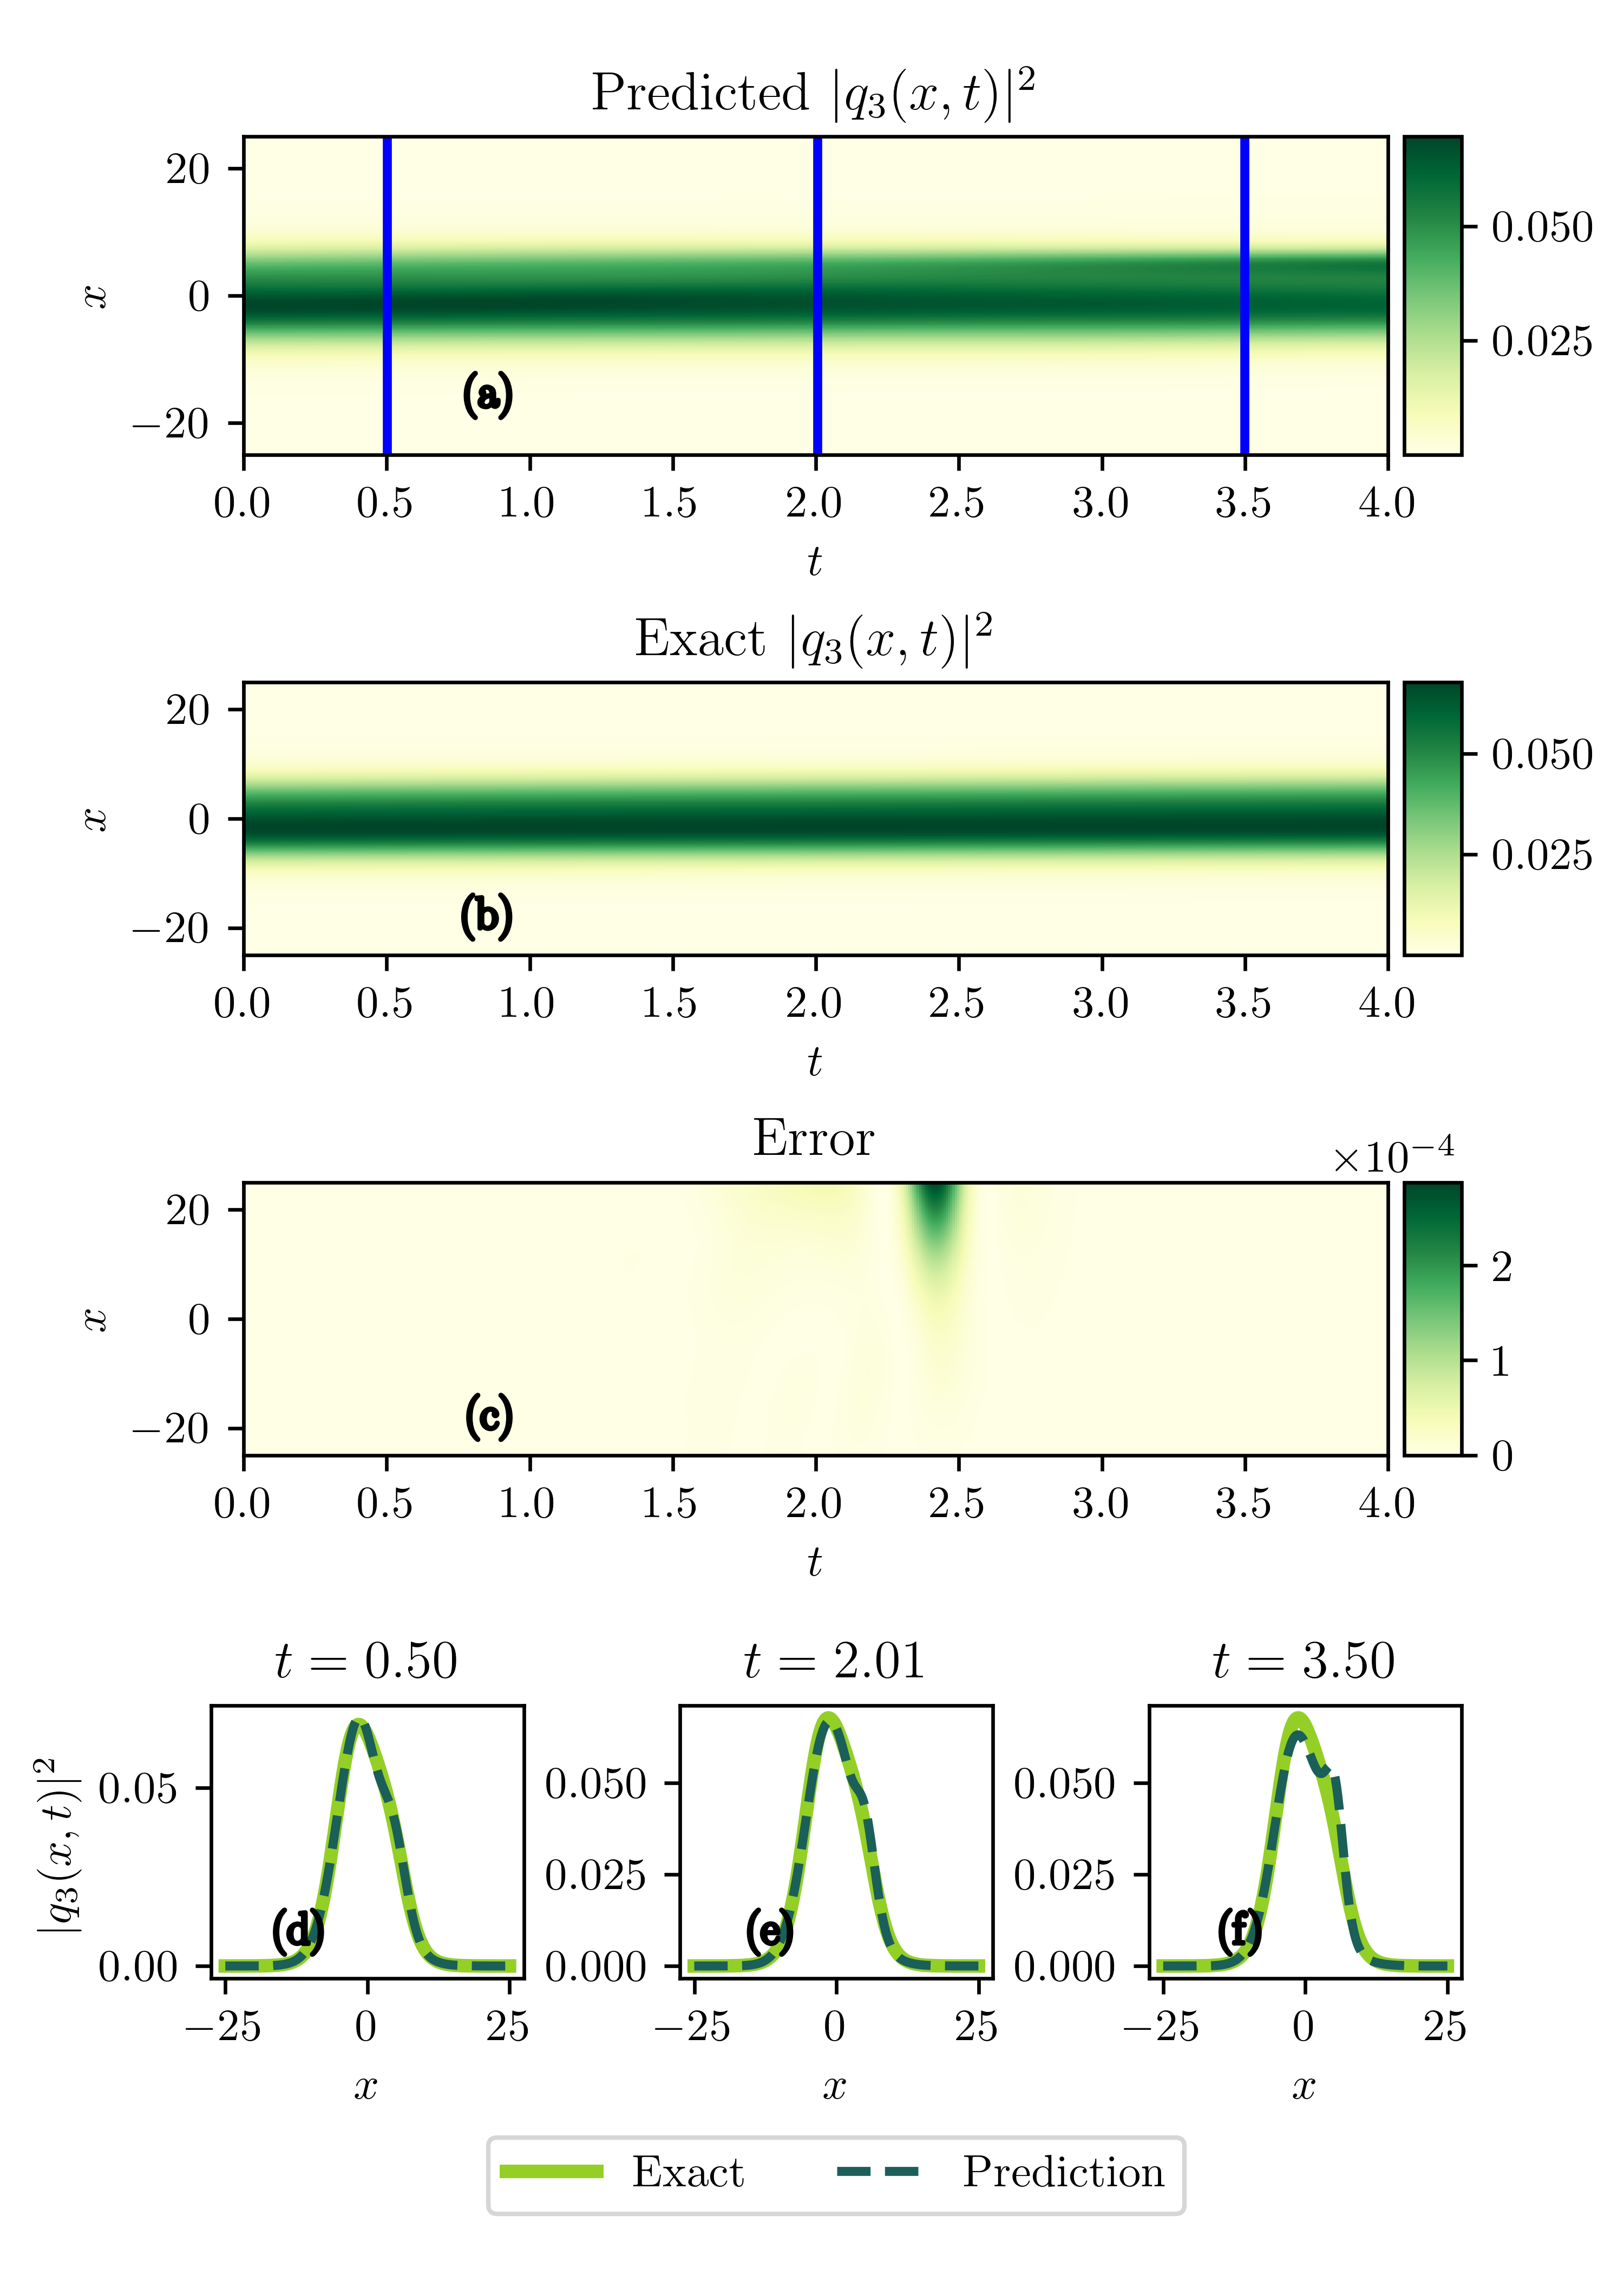 Predicted |q₃(x, t)|²
20
0
−20
x
(a)
0.050
0.025
0.0 0.5 1.0 1.5 2.0 2.5 3.0 3.5 4.0
t
Exact |q₃(x, t)|²
20
0
−20
x
(b)
0.050
0.025
0.0 0.5 1.0 1.5 2.0 2.5 3.0 3.5 4.0
t
Error
×10⁻⁴
20
0
−20
x
(c)
2
1
0
0.0 0.5 1.0 1.5 2.0 2.5 3.0 3.5 4.0
t
t = 0.50
|q₃(x, t)|²
0.05
0.00
(d)
−25 0 25
x
t = 2.01
0.050
0.025
0.000
(e)
−25 0 25
x
t = 3.50
0.050
0.025
0.000
(f)
−25 0 25
x
Exact Prediction